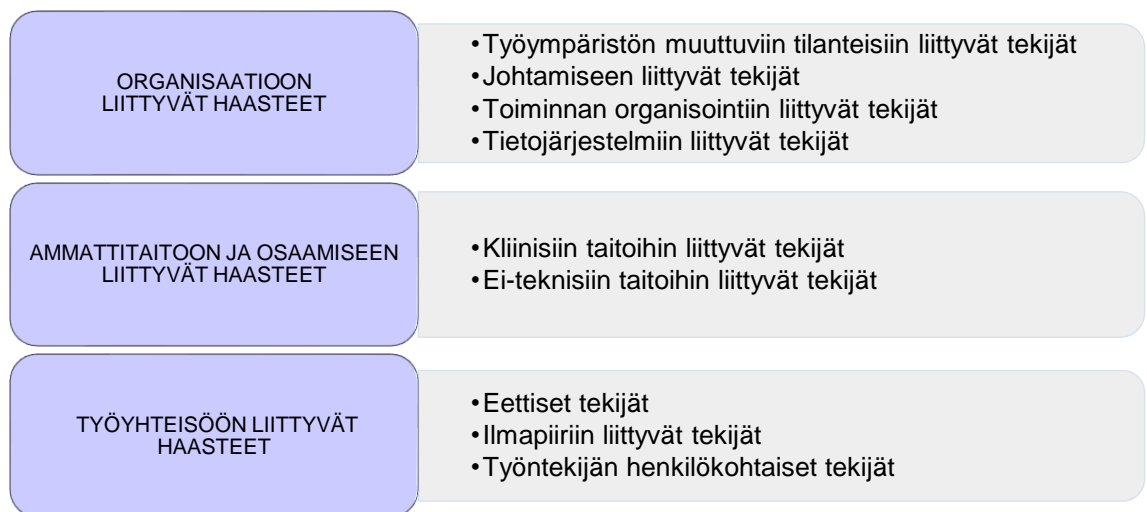 ORGANISAATIOON
LIITTYVÄT HAASTEET
•Työympäristön muuttuviin tilanteisiin liittyvät tekijät
•Johtamiseen liittyvät tekijät
•Toiminnan organisointiin liittyvät tekijät
•Tietojärjestelmiin liittyvät tekijät
AMMATTITAITOON JA OSAAMISEEN
LIITTYVÄT HAASTEET
•Kliinisiin taitoihin liittyvät tekijät
•Ei-teknisiin taitoihin liittyvät tekijät
TYÖYHTEISÖÖN LIITTYVÄT
HAASTEET
•Eettiset tekijät
•Ilmapiiriin liittyvät tekijät
•Työntekijän henkilökohtaiset tekijät